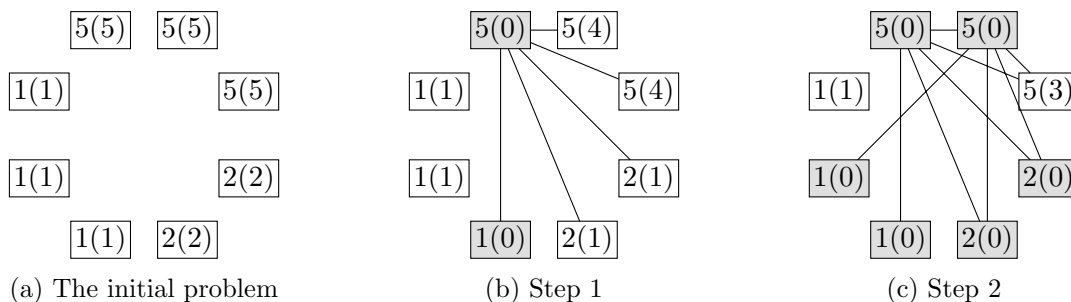 5(5) 5(5) 5(0) 5(4) 5(0) 5(0)
1(1) 5(5) 1(1) 5(4) 1(1) 5(3)
1(1) 2(2) 1(1) 2(1) 1(0) 2(0)
1(1) 2(2) 1(0) 2(1) 1(0) 2(0)
(a) The initial problem (b) Step 1 (c) Step 2